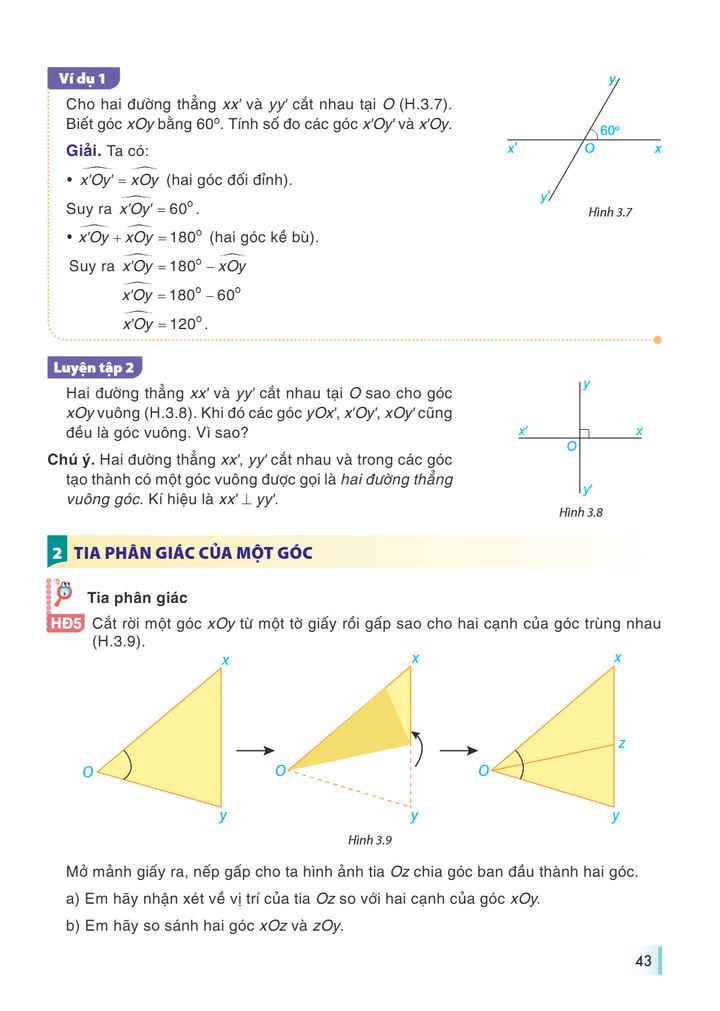 Ví dụ 1
Cho hai đường thẳng xx' và yy' cắt nhau tại O (H.3.7).
Biết góc xOy bằng 60º. Tính số đo các góc x'Oy' và x'Oy.
Giải. Ta có:
• x'Oy' = xOy (hai góc đối đỉnh).
Suy ra x'Oy' = 60º.
• x'Oy + xOy = 180º (hai góc kề bù).
Suy ra x'Oy = 180º − xOy
x'Oy = 180º − 60º
x'Oy = 120º.
y
60º
x' O x
y'
Hình 3.7
Luyện tập 2
Hai đường thẳng xx' và yy' cắt nhau tại O sao cho góc
xOy vuông (H.3.8). Khi đó các góc yOx', x'Oy', xOy' cũng
đều là góc vuông. Vì sao?
Chú ý. Hai đường thẳng xx', yy' cắt nhau và trong các góc
tạo thành có một góc vuông được gọi là hai đường thẳng
vuông góc. Kí hiệu là xx' ⊥ yy'.
y
x' x
O
y'
Hình 3.8
2 TIA PHÂN GIÁC CỦA MỘT GÓC
Tia phân giác
HĐ5 Cắt rời một góc xOy từ một tờ giấy rồi gấp sao cho hai cạnh của góc trùng nhau
(H.3.9).
x x x
z
O O O
y y y
Hình 3.9
Mở mảnh giấy ra, nếp gấp cho ta hình ảnh tia Oz chia góc ban đầu thành hai góc.
a) Em hãy nhận xét về vị trí của tia Oz so với hai cạnh của góc xOy.
b) Em hãy so sánh hai góc xOz và zOy.
43